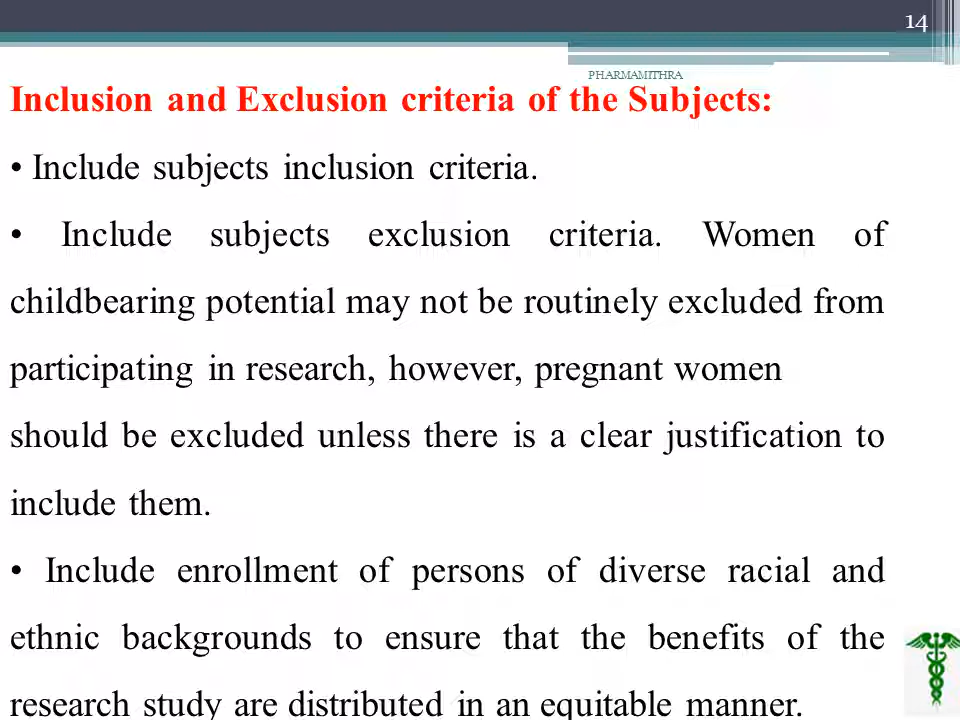 14
PHARMAMITHRA
Inclusion and Exclusion criteria of the Subjects:
• Include subjects inclusion criteria.
• Include subjects exclusion criteria. Women of
childbearing potential may not be routinely excluded from
participating in research, however, pregnant women
should be excluded unless there is a clear justification to
include them.
• Include enrollment of persons of diverse racial and
ethnic backgrounds to ensure that the benefits of the
research study are distributed in an equitable manner.